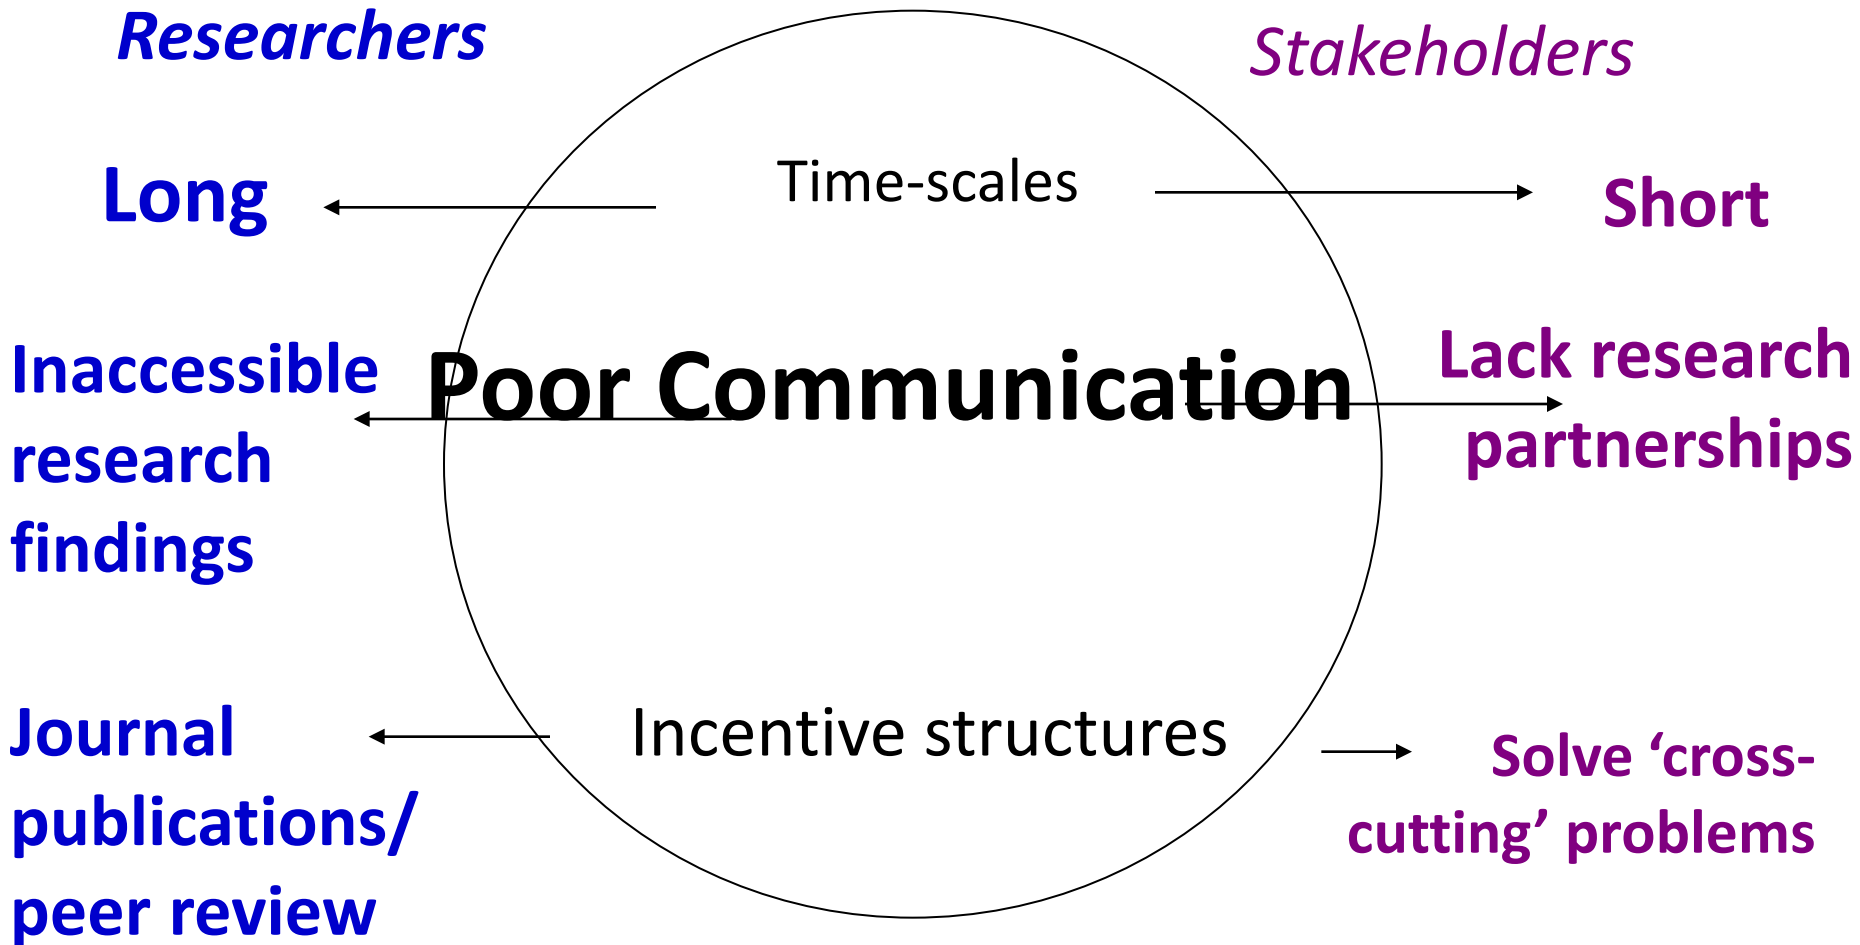 Researchers
Stakeholders
Long
Time-scales
Short
Inaccessible
research
findings
Poor Communication
Lack research
partnerships
Journal
publications/
peer review
Incentive structures
Solve ‘cross-
cutting’ problems